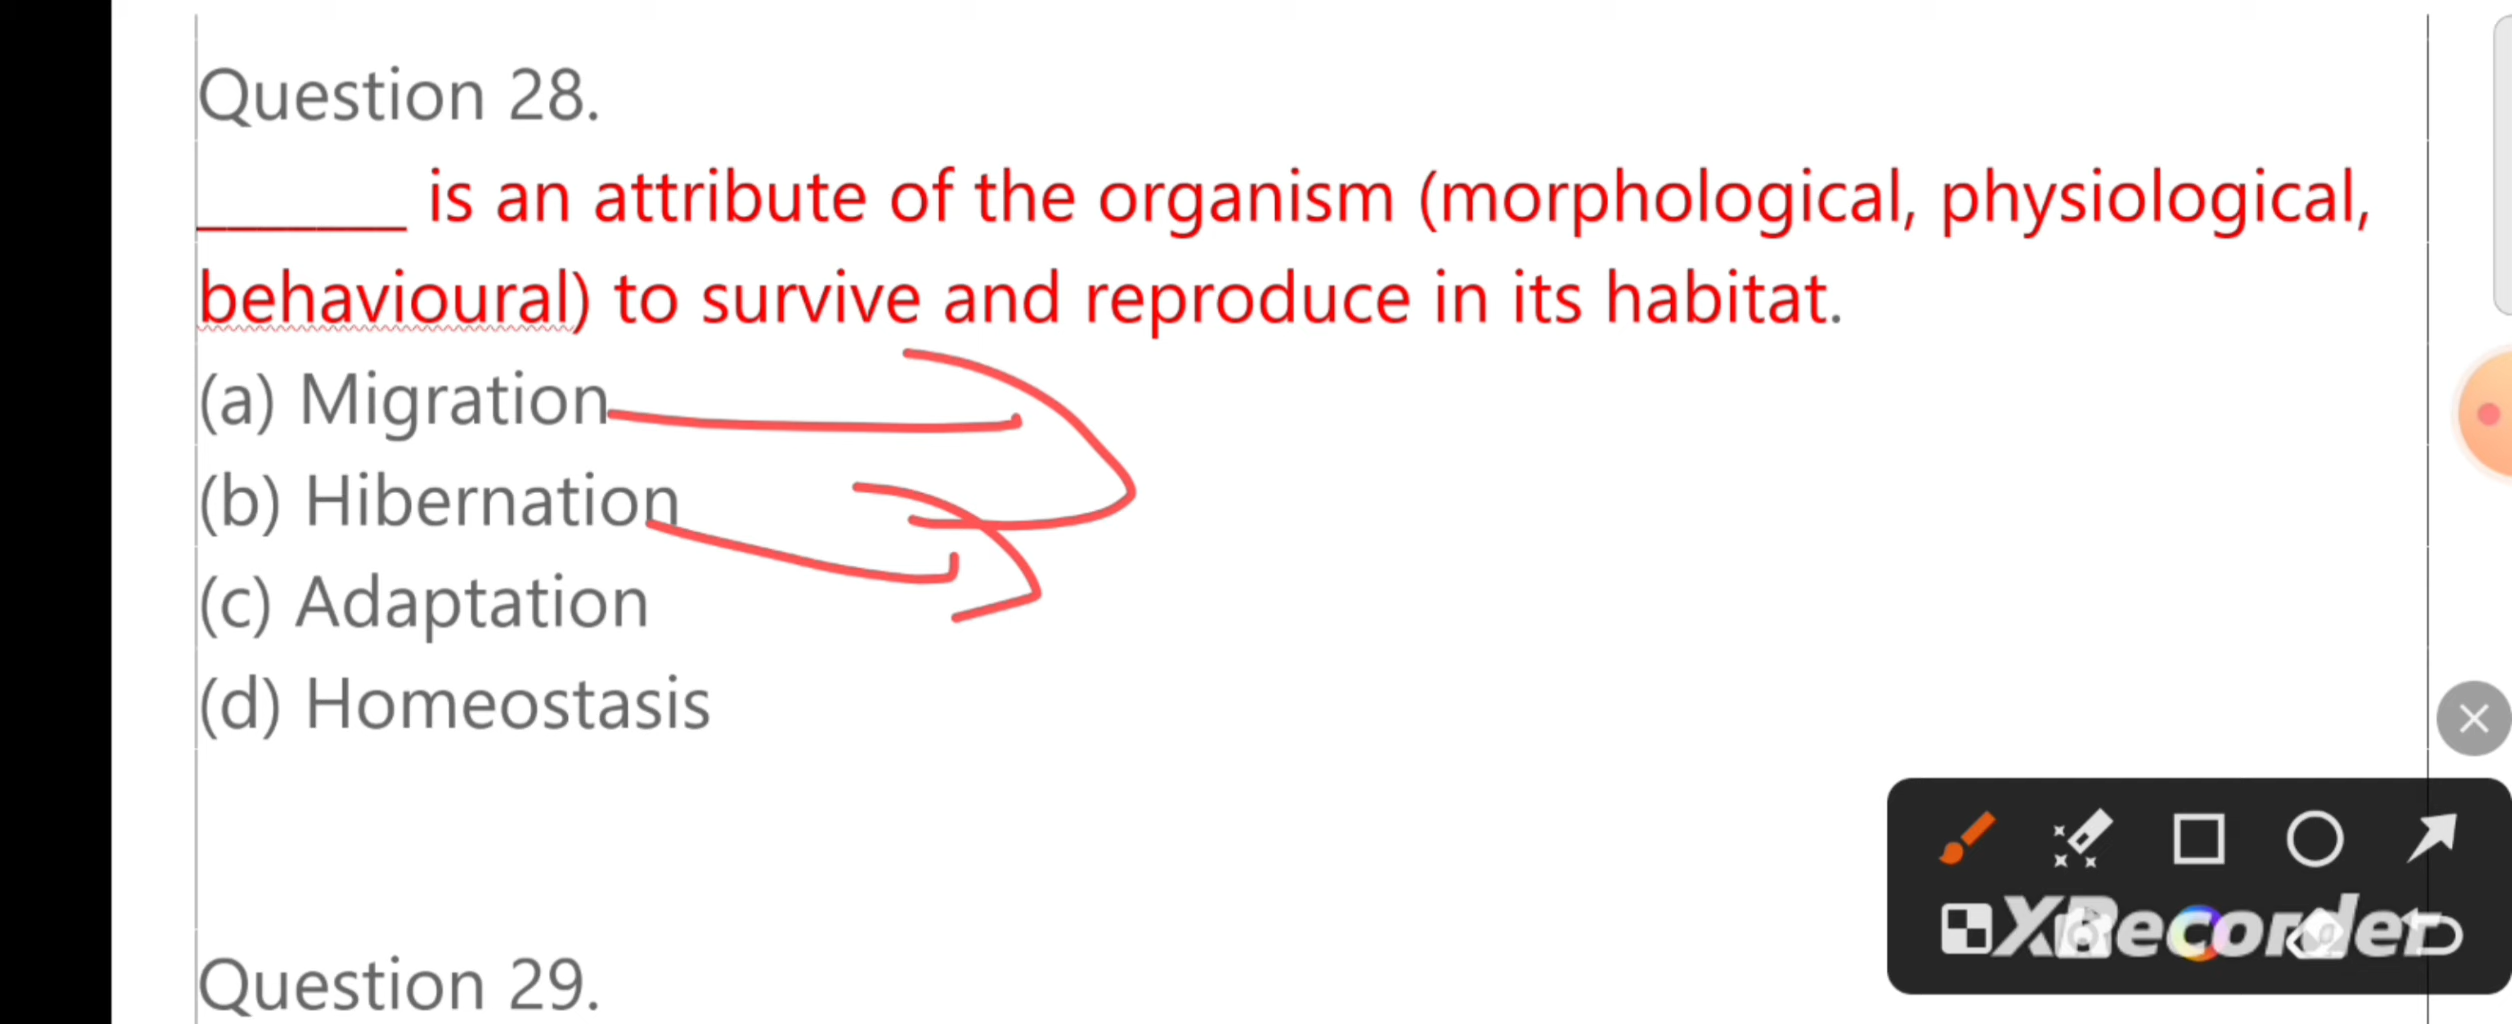 Question 28.
_______ is an attribute of the organism (morphological, physiological,
behavioural) to survive and reproduce in its habitat.
(a) Migration
(b) Hibernation
(c) Adaptation
(d) Homeostasis
XRecorder
Question 29.